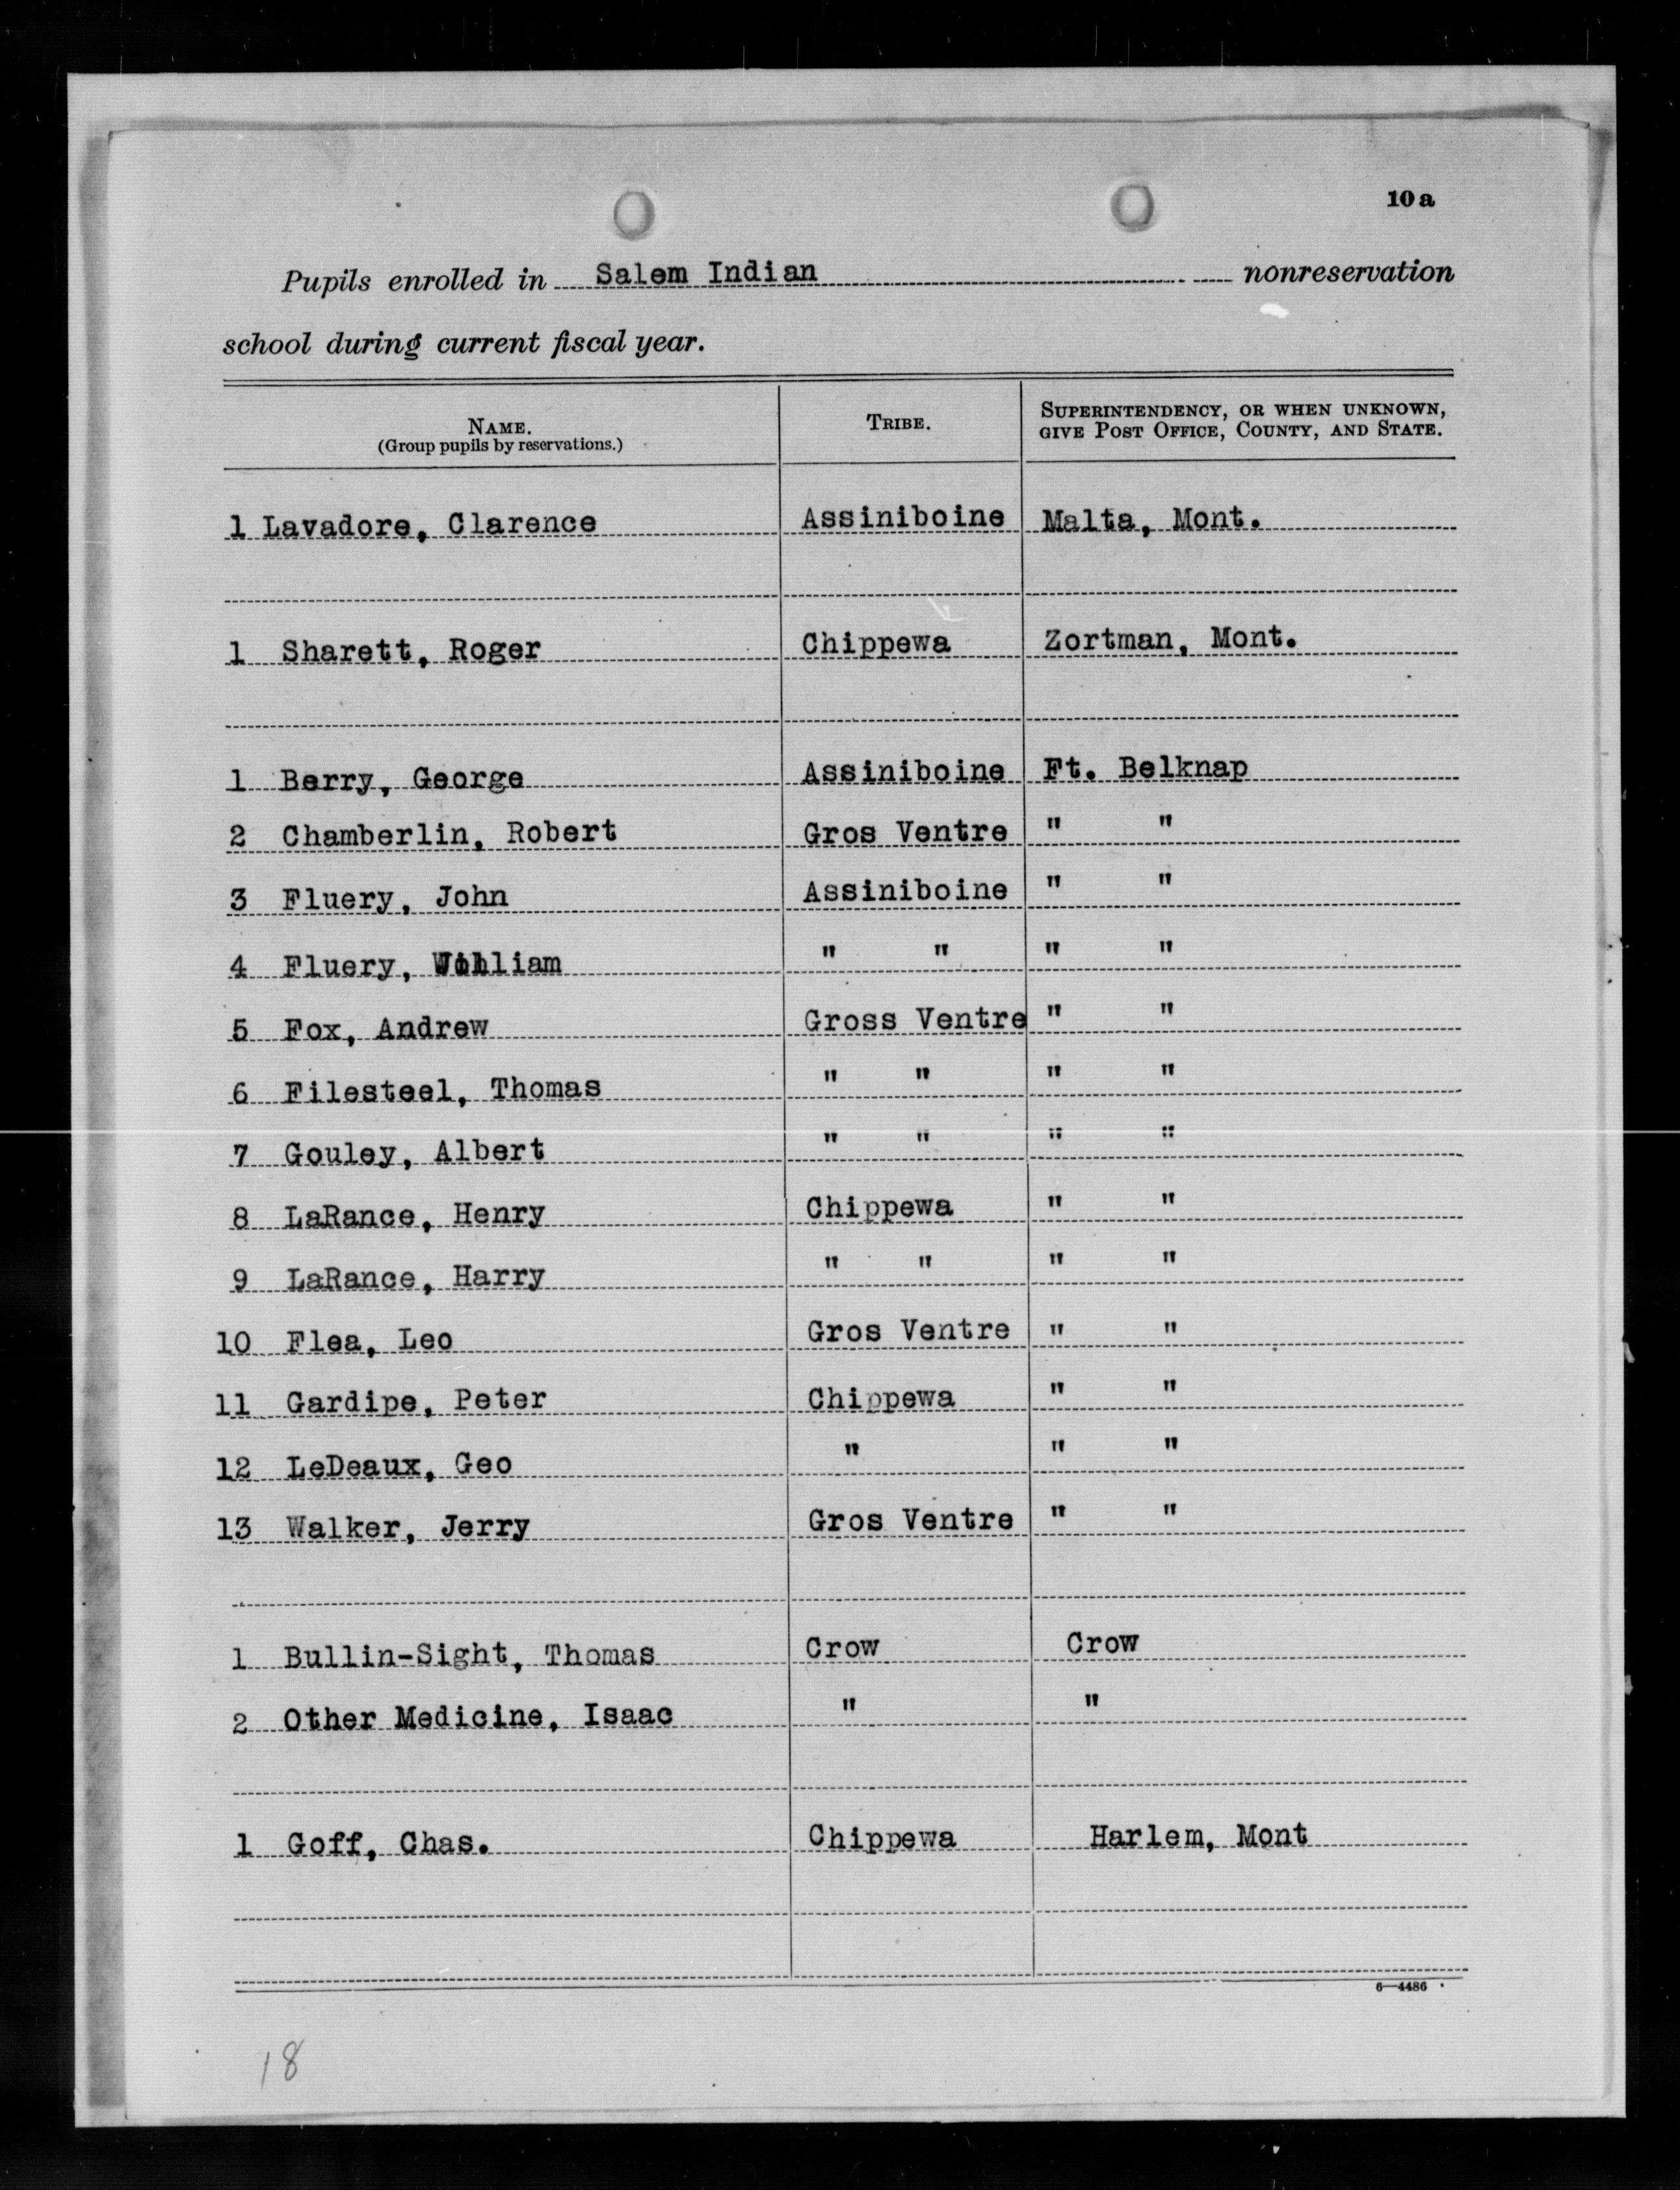 10a
Pupils enrolled in Salem Indian nonreservation
school during current fiscal year.
NAME. TRIBE. SUPERINTENDENCY, OR WHEN UNKNOWN,
(Group pupils by reservations.) GIVE POST OFFICE, COUNTY, AND STATE.
1 Lavadore, Clarence Assiniboine Malta, Mont.
1 Sharett, Roger Chippewa Zortman, Mont.
1 Berry, George Assiniboine Ft. Belknap
2 Chamberlin, Robert Gros Ventre " "
3 Fluery, John Assiniboine " "
4 Fluery, William " " " "
5 Fox, Andrew Gross Ventre " "
6 Filesteel, Thomas " " " "
7 Gouley, Albert " " " "
8 LaRance, Henry Chippewa " "
9 LaRance, Harry " " " "
10 Flea, Leo Gros Ventre " "
11 Gardipe, Peter Chippewa " "
12 LeDeaux, Geo " " "
13 Walker, Jerry Gros Ventre " "
1 Bullin-Sight, Thomas Crow Crow
2 Other Medicine, Isaac " "
1 Goff, Chas. Chippewa Harlem, Mont
6—4486
18